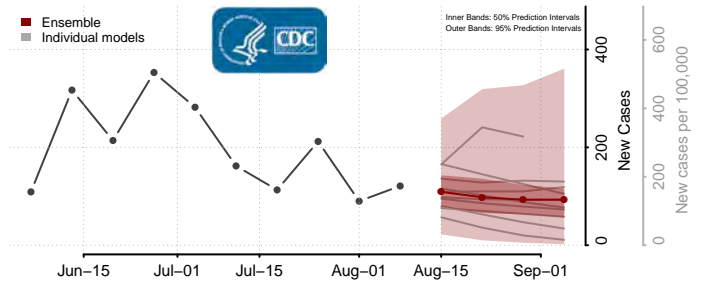 Ensemble
Individual models
CDC
Inner Bands: 50% Prediction Intervals
Outer Bands: 95% Prediction Intervals
400
200
0
New Cases
600
400
200
0
New cases per 100,000
Jun–15
Jul–01
Jul–15
Aug–01
Aug–15
Sep–01